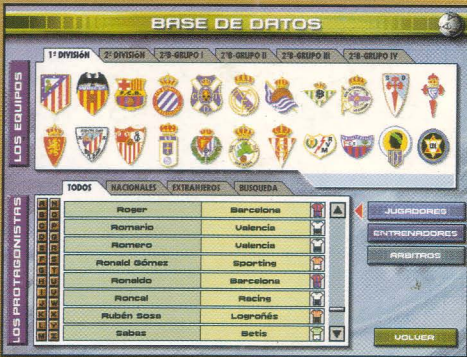 BASE DE DATOS
LOS EQUIPOS
1ª DIVISIÓN 2ª DIVISIÓN 2ªB-GRUPO I 2ªB-GRUPO II 2ªB-GRUPO III 2ªB-GRUPO IV
LOS PROTAGONISTAS
TODOS NACIONALES EXTRANJEROS BUSQUEDA
Roger Barcelona
Romario Valencia
Romero Valencia
Ronald Gómez Sporting
Ronaldo Barcelona
Roncal Racing
Rubén Sosa Logroñés
Sabas Betis
JUGADORES
ENTRENADORES
ARBITROS
VOLVER